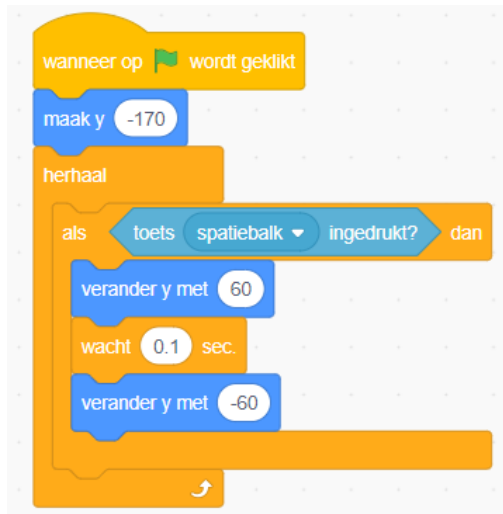 wanneer op wordt geklikt
maak y -170
herhaal
als toets spatiebalk ingedrukt? dan
verander y met 60
wacht 0.1 sec.
verander y met -60